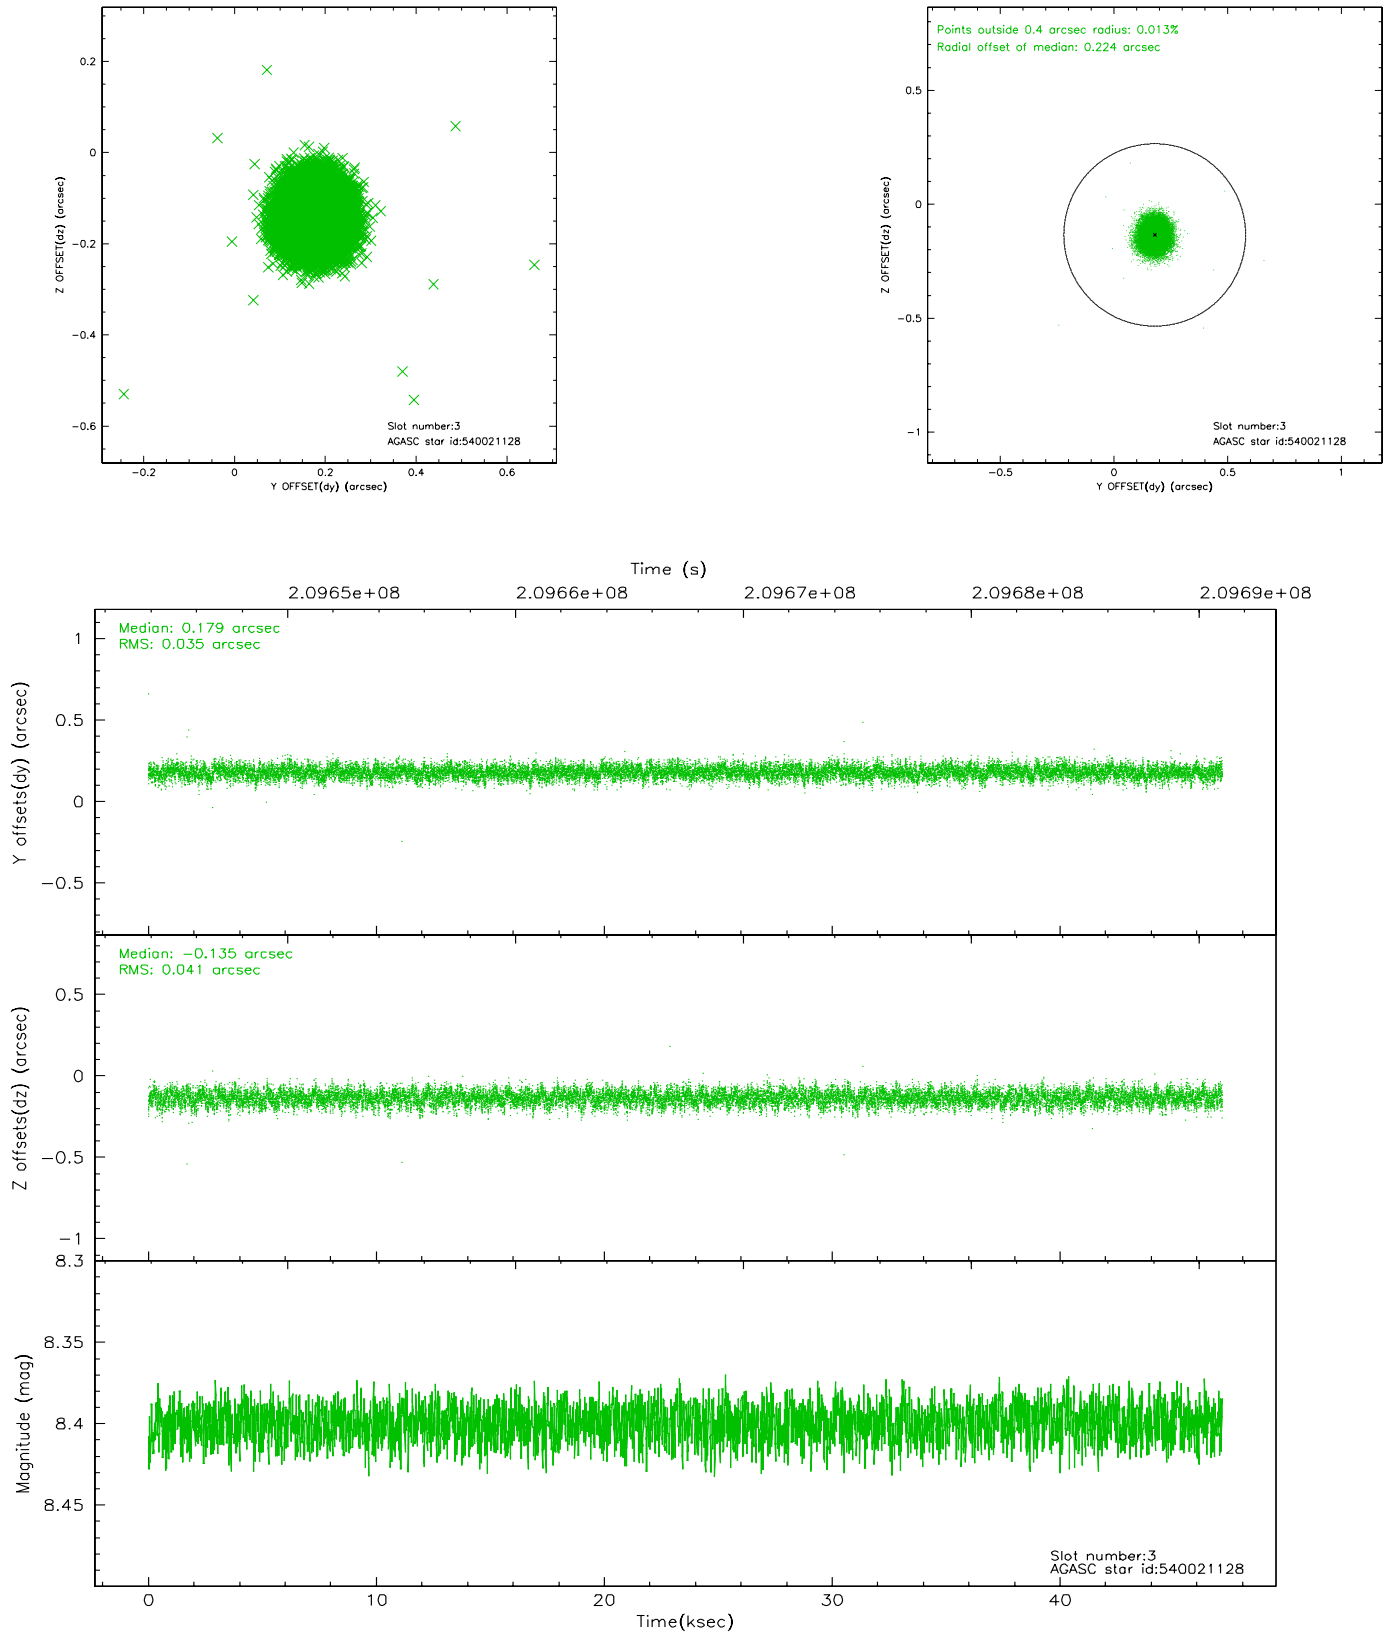 0.2
0
−0.2
−0.4
−0.6
Z OFFSET(dz) (arcsec)
Slot number:3
AGASC star id:540021128
−0.2 0 0.2 0.4 0.6
Y OFFSET(dy) (arcsec)
Points outside 0.4 arcsec radius: 0.013%
Radial offset of median: 0.224 arcsec
0.5
0
−0.5
−1
Z OFFSET(dz) (arcsec)
Slot number:3
AGASC star id:540021128
−0.5 0 0.5 1
Y OFFSET(dy) (arcsec)
Time (s)
2.0965e+08 2.0966e+08 2.0967e+08 2.0968e+08 2.0969e+08
Median: 0.179 arcsec
RMS: 0.035 arcsec
1
0.5
0
−0.5
Y offsets(dy) (arcsec)
Median: −0.135 arcsec
RMS: 0.041 arcsec
0.5
0
−0.5
−1
Z offsets(dz) (arcsec)
8.3
8.35
8.4
8.45
Magnitude (mag)
Slot number:3
AGASC star id:540021128
0 10 20 30 40
Time(ksec)